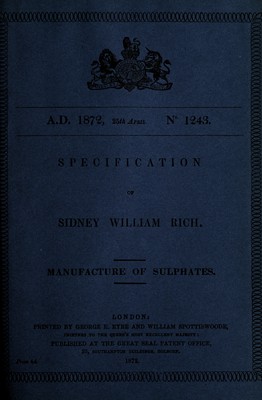 A.D. 1872, 25th April. Nº 1243.
SPECIFICATION
OF
SIDNEY WILLIAM RICH.
MANUFACTURE OF SULPHATES.
LONDON:
PRINTED BY GEORGE E. EYRE AND WILLIAM SPOTTISWOODE,
PRINTERS TO THE QUEEN'S MOST EXCELLENT MAJESTY:
PUBLISHED AT THE GREAT SEAL PATENT OFFICE,
25, SOUTHAMPTON BUILDINGS, HOLBORN.
1872.